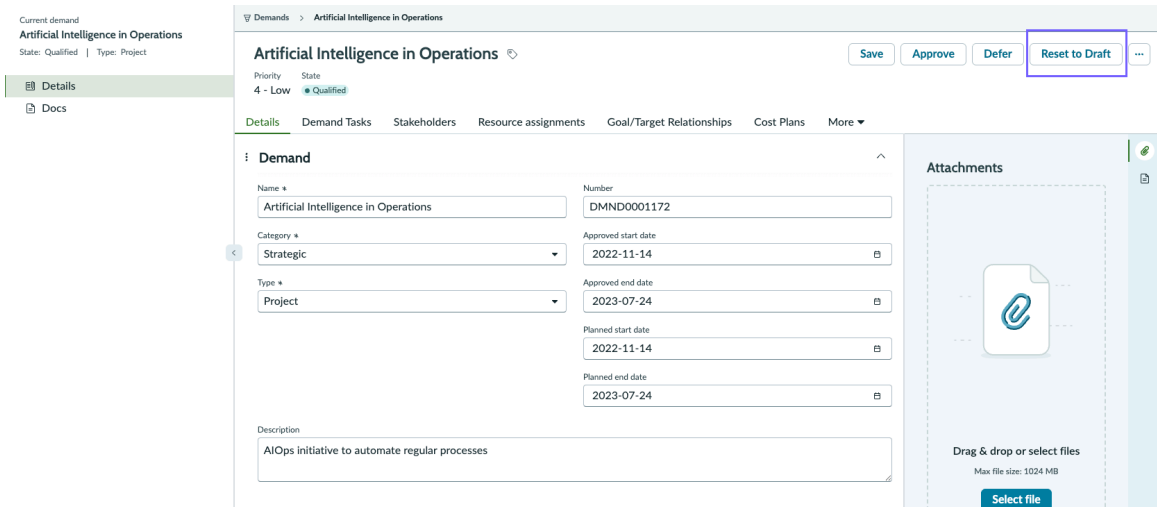 Current demand
Artificial Intelligence in Operations
State: Qualified | Type: Project
Details
Docs
Demands > Artificial Intelligence in Operations
Artificial Intelligence in Operations
Save Approve Defer Reset to Draft ...
Priority State
4 - Low Qualified
Details Demand Tasks Stakeholders Resource assignments Goal/Target Relationships Cost Plans More
Demand
Name * Number
Artificial Intelligence in Operations DMND0001172
Category * Approved start date
Strategic 2022-11-14
Type * Approved end date
Project 2023-07-24
Planned start date
2022-11-14
Planned end date
2023-07-24
Description
AIOps initiative to automate regular processes
Attachments
Drag & drop or select files
Max file size: 1024 MB
Select file